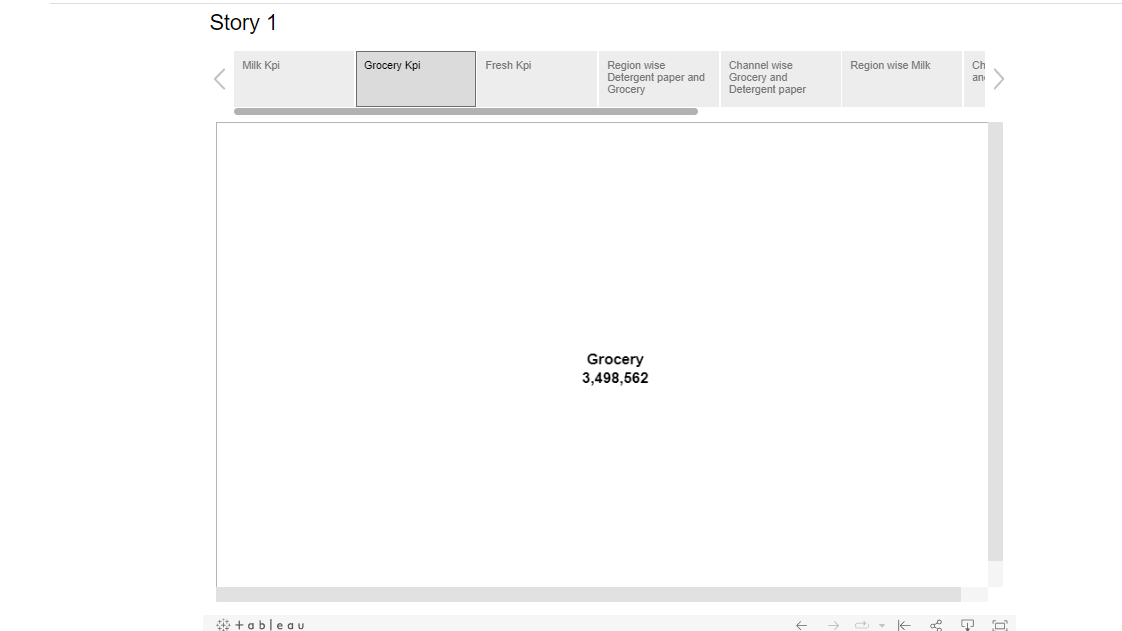 Story 1
Milk Kpi
Grocery Kpi
Fresh Kpi
Region wise
Detergent paper and
Grocery
Channel wise
Grocery and
Detergent paper
Region wise Milk
Ch
an
Grocery
3,498,562
+ableau